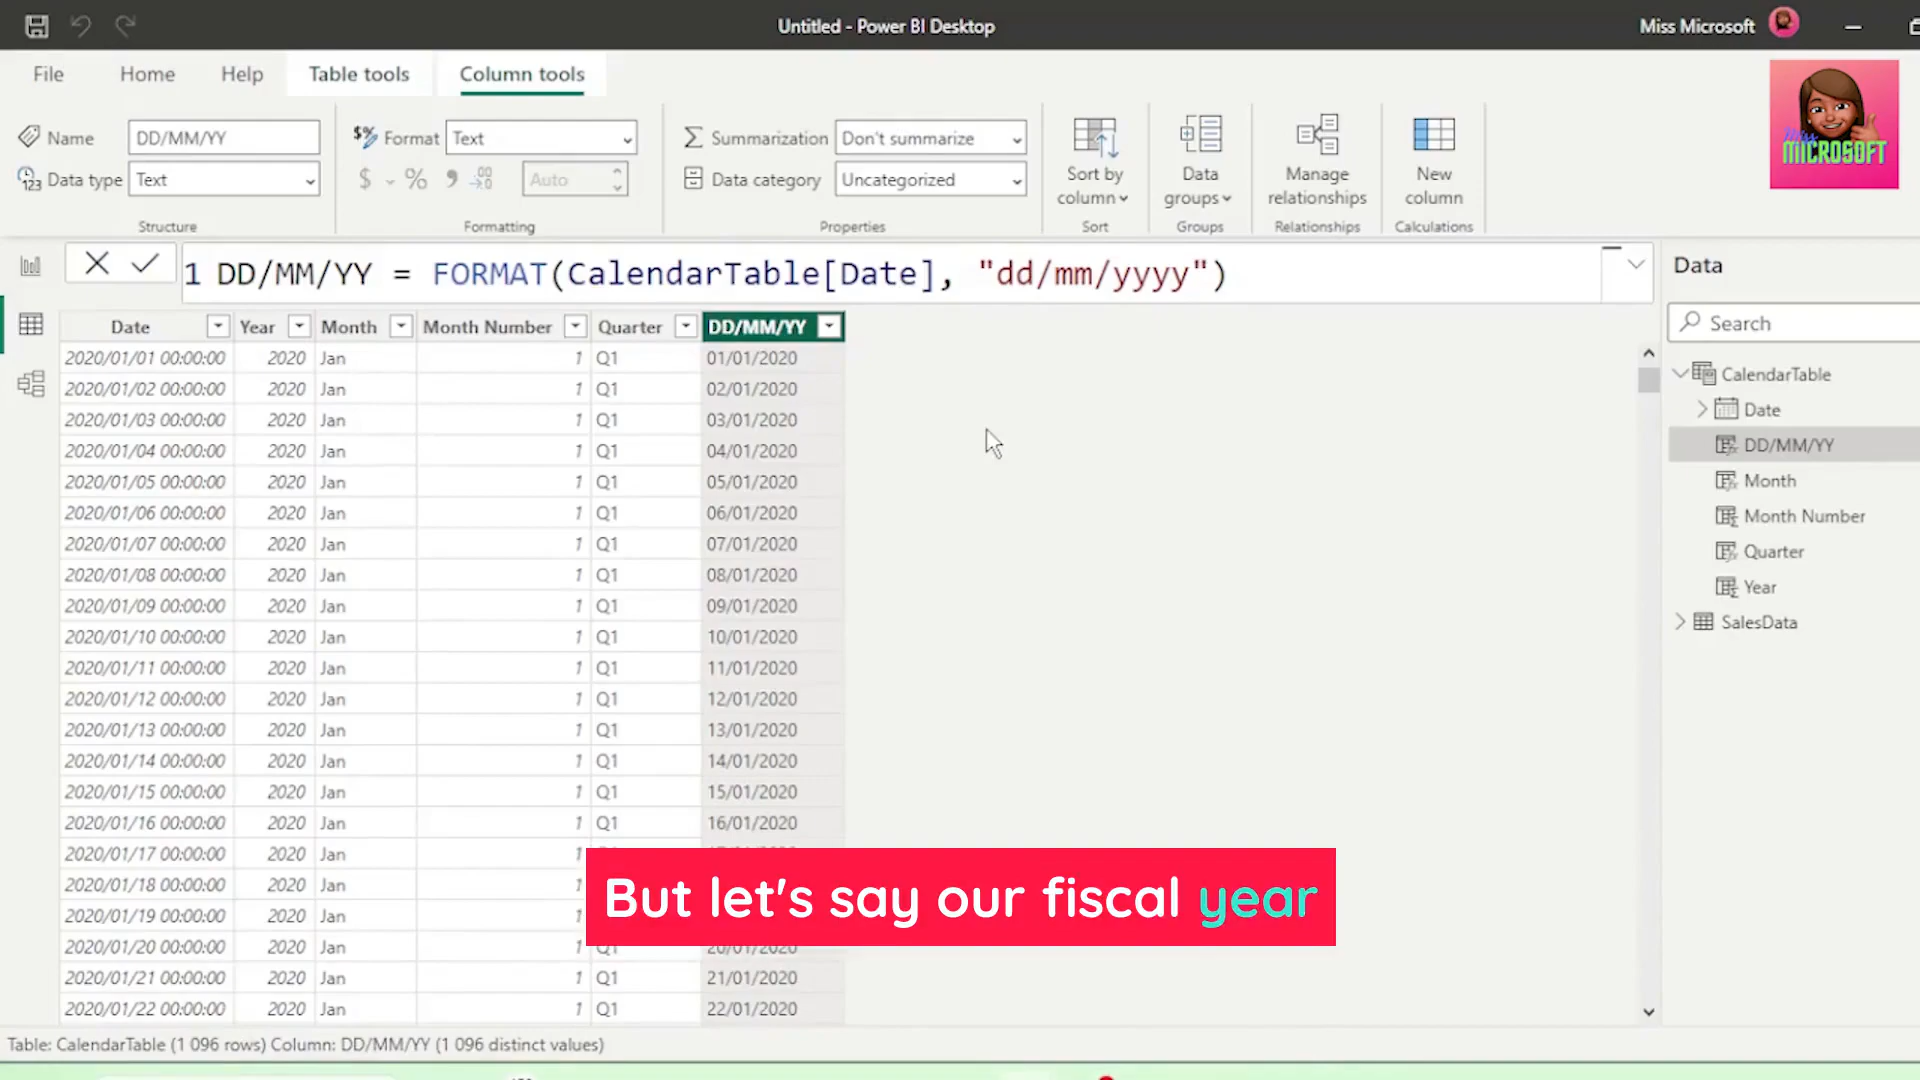 Untitled - Power BI Desktop
Miss Microsoft
File Home Help Table tools Column tools
Name DD/MM/YY
Data type Text
Structure
Format Text
$ % Auto
Formatting
Summarization Don't summarize
Data category Uncategorized
Properties
Sort by
column
Sort
Data
groups
Groups
Manage
relationships
Relationships
New
column
Calculations
Miss
MICROSOFT
1 DD/MM/YY = FORMAT(CalendarTable[Date], "dd/mm/yyyy")
Date Year Month Month Number Quarter DD/MM/YY
2020/01/01 00:00:00 2020 Jan 1 Q1 01/01/2020
2020/01/02 00:00:00 2020 Jan 1 Q1 02/01/2020
2020/01/03 00:00:00 2020 Jan 1 Q1 03/01/2020
2020/01/04 00:00:00 2020 Jan 1 Q1 04/01/2020
2020/01/05 00:00:00 2020 Jan 1 Q1 05/01/2020
2020/01/06 00:00:00 2020 Jan 1 Q1 06/01/2020
2020/01/07 00:00:00 2020 Jan 1 Q1 07/01/2020
2020/01/08 00:00:00 2020 Jan 1 Q1 08/01/2020
2020/01/09 00:00:00 2020 Jan 1 Q1 09/01/2020
2020/01/10 00:00:00 2020 Jan 1 Q1 10/01/2020
2020/01/11 00:00:00 2020 Jan 1 Q1 11/01/2020
2020/01/12 00:00:00 2020 Jan 1 Q1 12/01/2020
2020/01/13 00:00:00 2020 Jan 1 Q1 13/01/2020
2020/01/14 00:00:00 2020 Jan 1 Q1 14/01/2020
2020/01/15 00:00:00 2020 Jan 1 Q1 15/01/2020
2020/01/16 00:00:00 2020 Jan 1 Q1 16/01/2020
2020/01/17 00:00:00 2020 Jan 1
2020/01/18 00:00:00 2020 Jan 1
2020/01/19 00:00:00 2020 Jan 1
2020/01/20 00:00:00 2020 Jan 1 20/01/2020
2020/01/21 00:00:00 2020 Jan 1 Q1 21/01/2020
2020/01/22 00:00:00 2020 Jan 1 Q1 22/01/2020
But let's say our fiscal year
Data
Search
CalendarTable
Date
DD/MM/YY
Month
Month Number
Quarter
Year
SalesData
Table: CalendarTable (1 096 rows) Column: DD/MM/YY (1 096 distinct values)